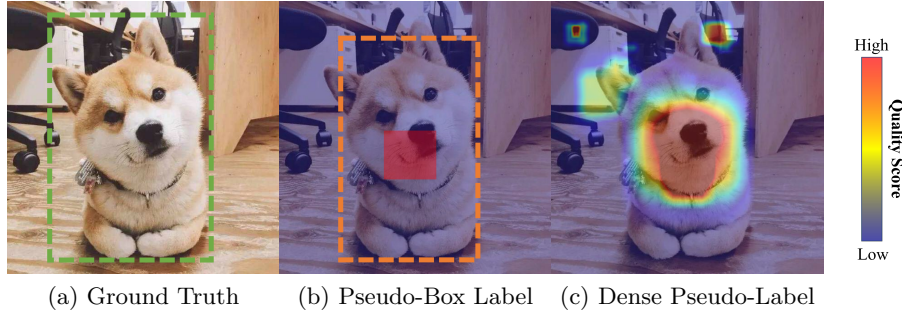 High
Quality Score
Low
(a) Ground Truth
(b) Pseudo-Box Label
(c) Dense Pseudo-Label